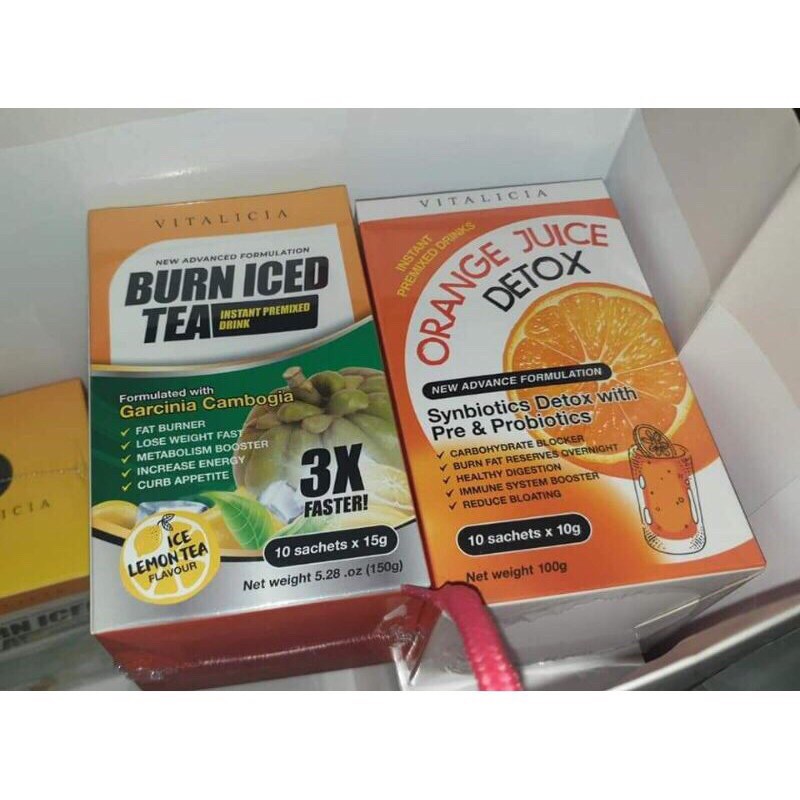 VITALICIA
NEW ADVANCED FORMULATION
BURN ICED
TEA
INSTANT PREMIXED
DRINK
Formulated with
Garcinia Cambogia
✓ FAT BURNER
✓ LOSE WEIGHT FAST
✓ METABOLISM BOOSTER
✓ INCREASE ENERGY
✓ CURB APPETITE
3X
FASTER!
ICE
LEMON TEA
FLAVOUR
10 sachets x 15g
Net weight 5.28 .oz (150g)
VITALICIA
INSTANT
PREMIXED DRINKS
ORANGE JUICE
DETOX
NEW ADVANCE FORMULATION
Synbiotics Detox with
Pre & Probiotics
✓ CARBOHYDRATE BLOCKER
✓ BURN FAT RESERVES OVERNIGHT
✓ HEALTHY DIGESTION
✓ IMMUNE SYSTEM BOOSTER
✓ REDUCE BLOATING
10 sachets x 10g
Net weight 100g
ICED